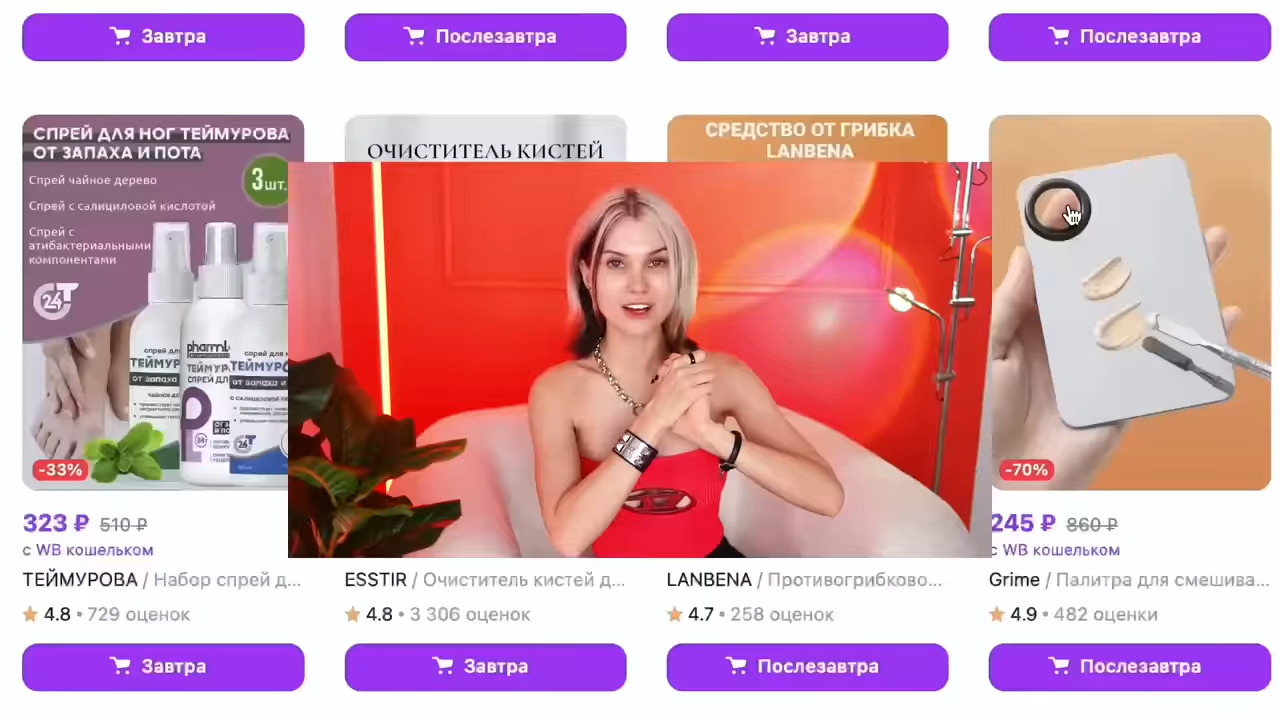 Завтра
Послезавтра
Завтра
Послезавтра
СПРЕЙ ДЛЯ НОГ ТЕЙМУРОВА
ОТ ЗАПАХА И ПОТА
Спрей чайное дерево
Спрей с салициловой кислотой
Спрей с
атибактериальными
компонентами
3шт.
24
ОЧИСТИТЕЛЬ КИСТЕЙ
СРЕДСТВО ОТ ГРИБКА
LANBENA
-33%
-70%
323 ₽ 510 ₽
с WB кошельком
245 ₽ 860 ₽
с WB кошельком
ТЕЙМУРОВА / Набор спрей д...
ESSTIR / Очиститель кистей д...
LANBENA / Противогрибково...
Grime / Палитра для смешива...
4.8 • 729 оценок
4.8 • 3 306 оценок
4.7 • 258 оценок
4.9 • 482 оценки
Завтра
Завтра
Послезавтра
Послезавтра